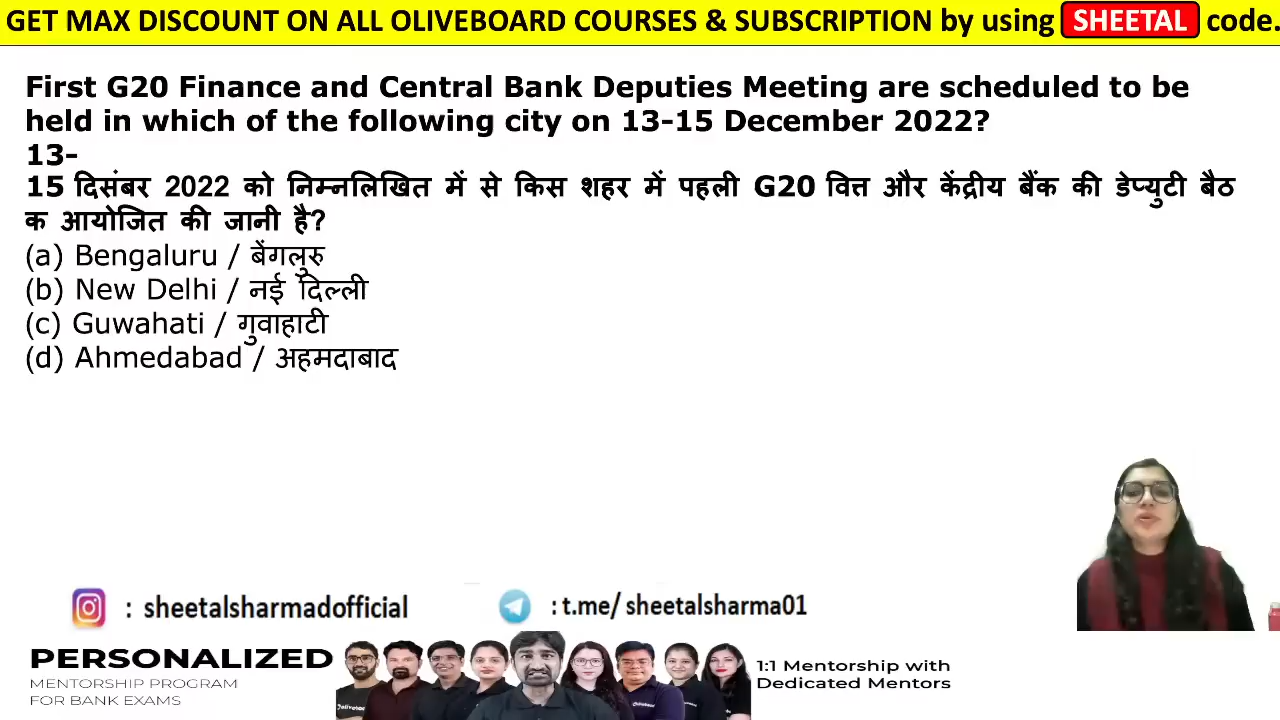 GET MAX DISCOUNT ON ALL OLIVEBOARD COURSES & SUBSCRIPTION by using SHEETAL code.
First G20 Finance and Central Bank Deputies Meeting are scheduled to be
held in which of the following city on 13-15 December 2022?
13-
15 दिसंबर 2022 को निम्नलिखित में से किस शहर में पहली G20 वित्त और केंद्रीय बैंक की डेप्युटी बैठ
क आयोजित की जानी है?
(a) Bengaluru / बेंगलुरु
(b) New Delhi / नई दिल्ली
(c) Guwahati / गुवाहाटी
(d) Ahmedabad / अहमदाबाद
: sheetalsharmadofficial
: t.me/ sheetalsharma01
PERSONALIZED
MENTORSHIP PROGRAM
FOR BANK EXAMS
1:1 Mentorship with
Dedicated Mentors